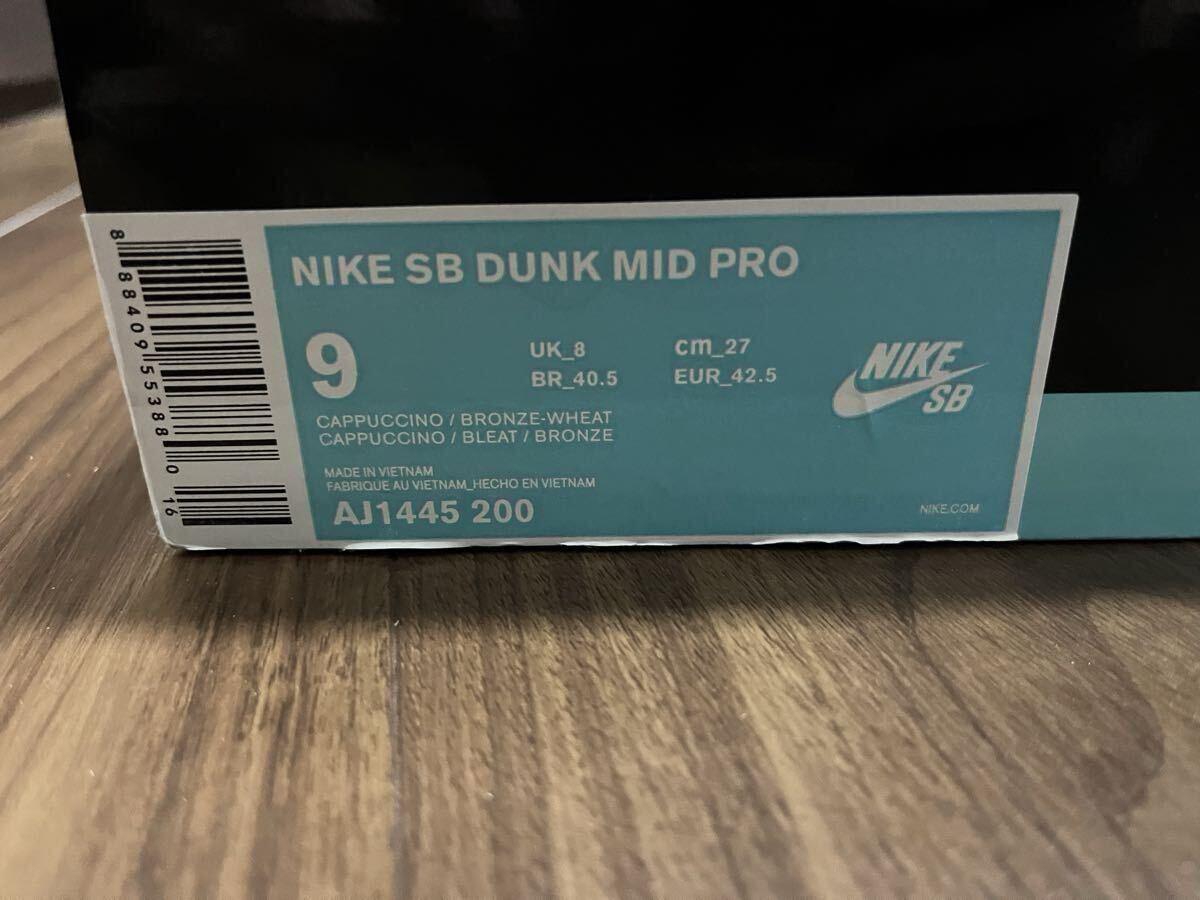 NIKE SB DUNK MID PRO
9
UK_8
cm_27
BR_40.5
EUR_42.5
CAPPUCCINO / BRONZE-WHEAT
CAPPUCCINO / BLEAT / BRONZE
MADE IN VIETNAM
FABRIQUE AU VIETNAM_HECHO EN VIETNAM
AJ1445 200
NIKE
SB
NIKE.COM
8 88409 55388 0 16